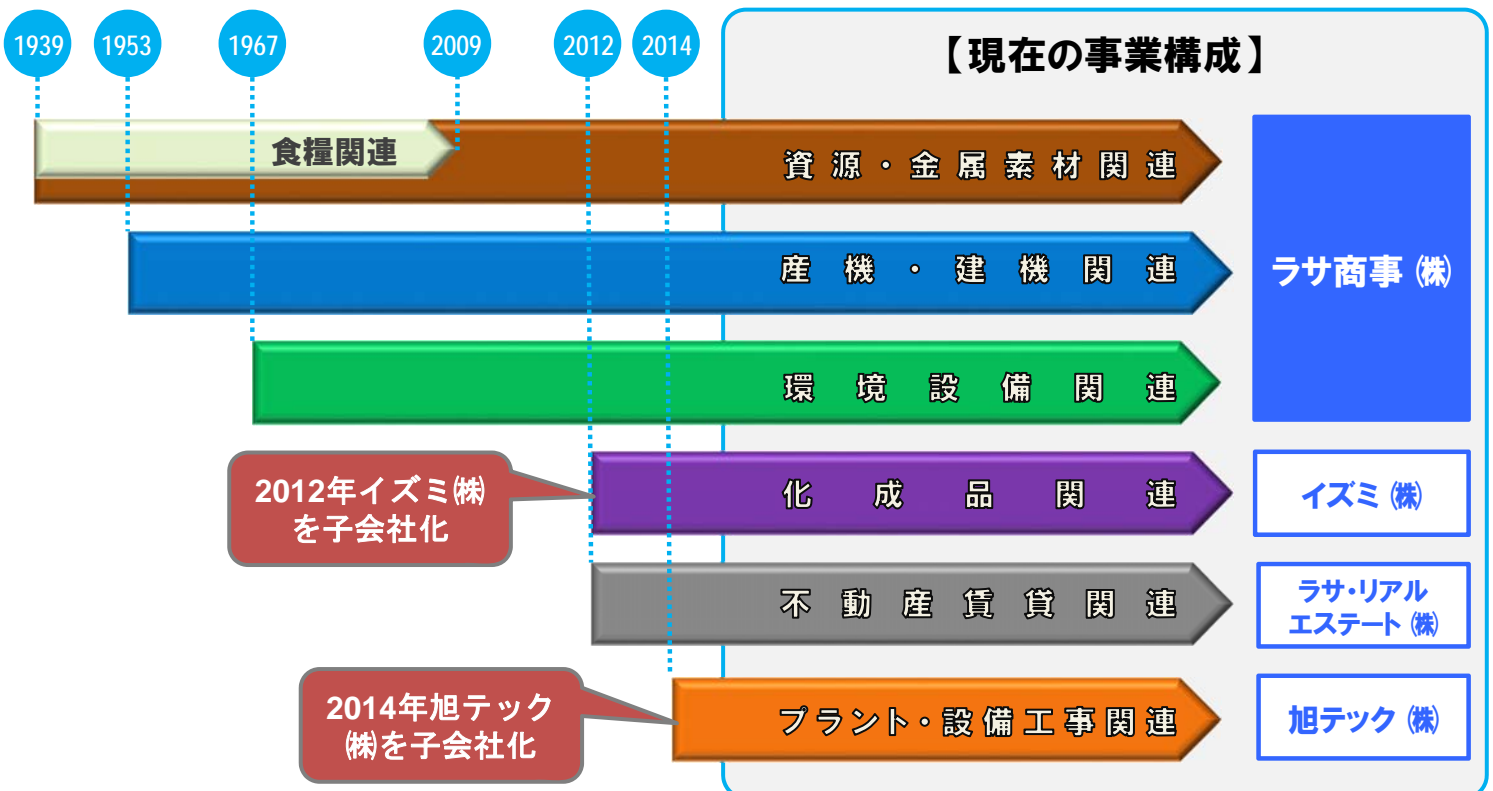 1939
1953
1967
2009
2012
2014
【現在の事業構成】
食糧関連
資源・金属素材関連
産機・建機関連
環境設備関連
ラサ商事㈱
2012年イズミ㈱
を子会社化
化成品関連
イズミ㈱
不動産賃貸関連
ラサ・リアル
エステート㈱
2014年旭テック
㈱を子会社化
プラント・設備工事関連
旭テック㈱